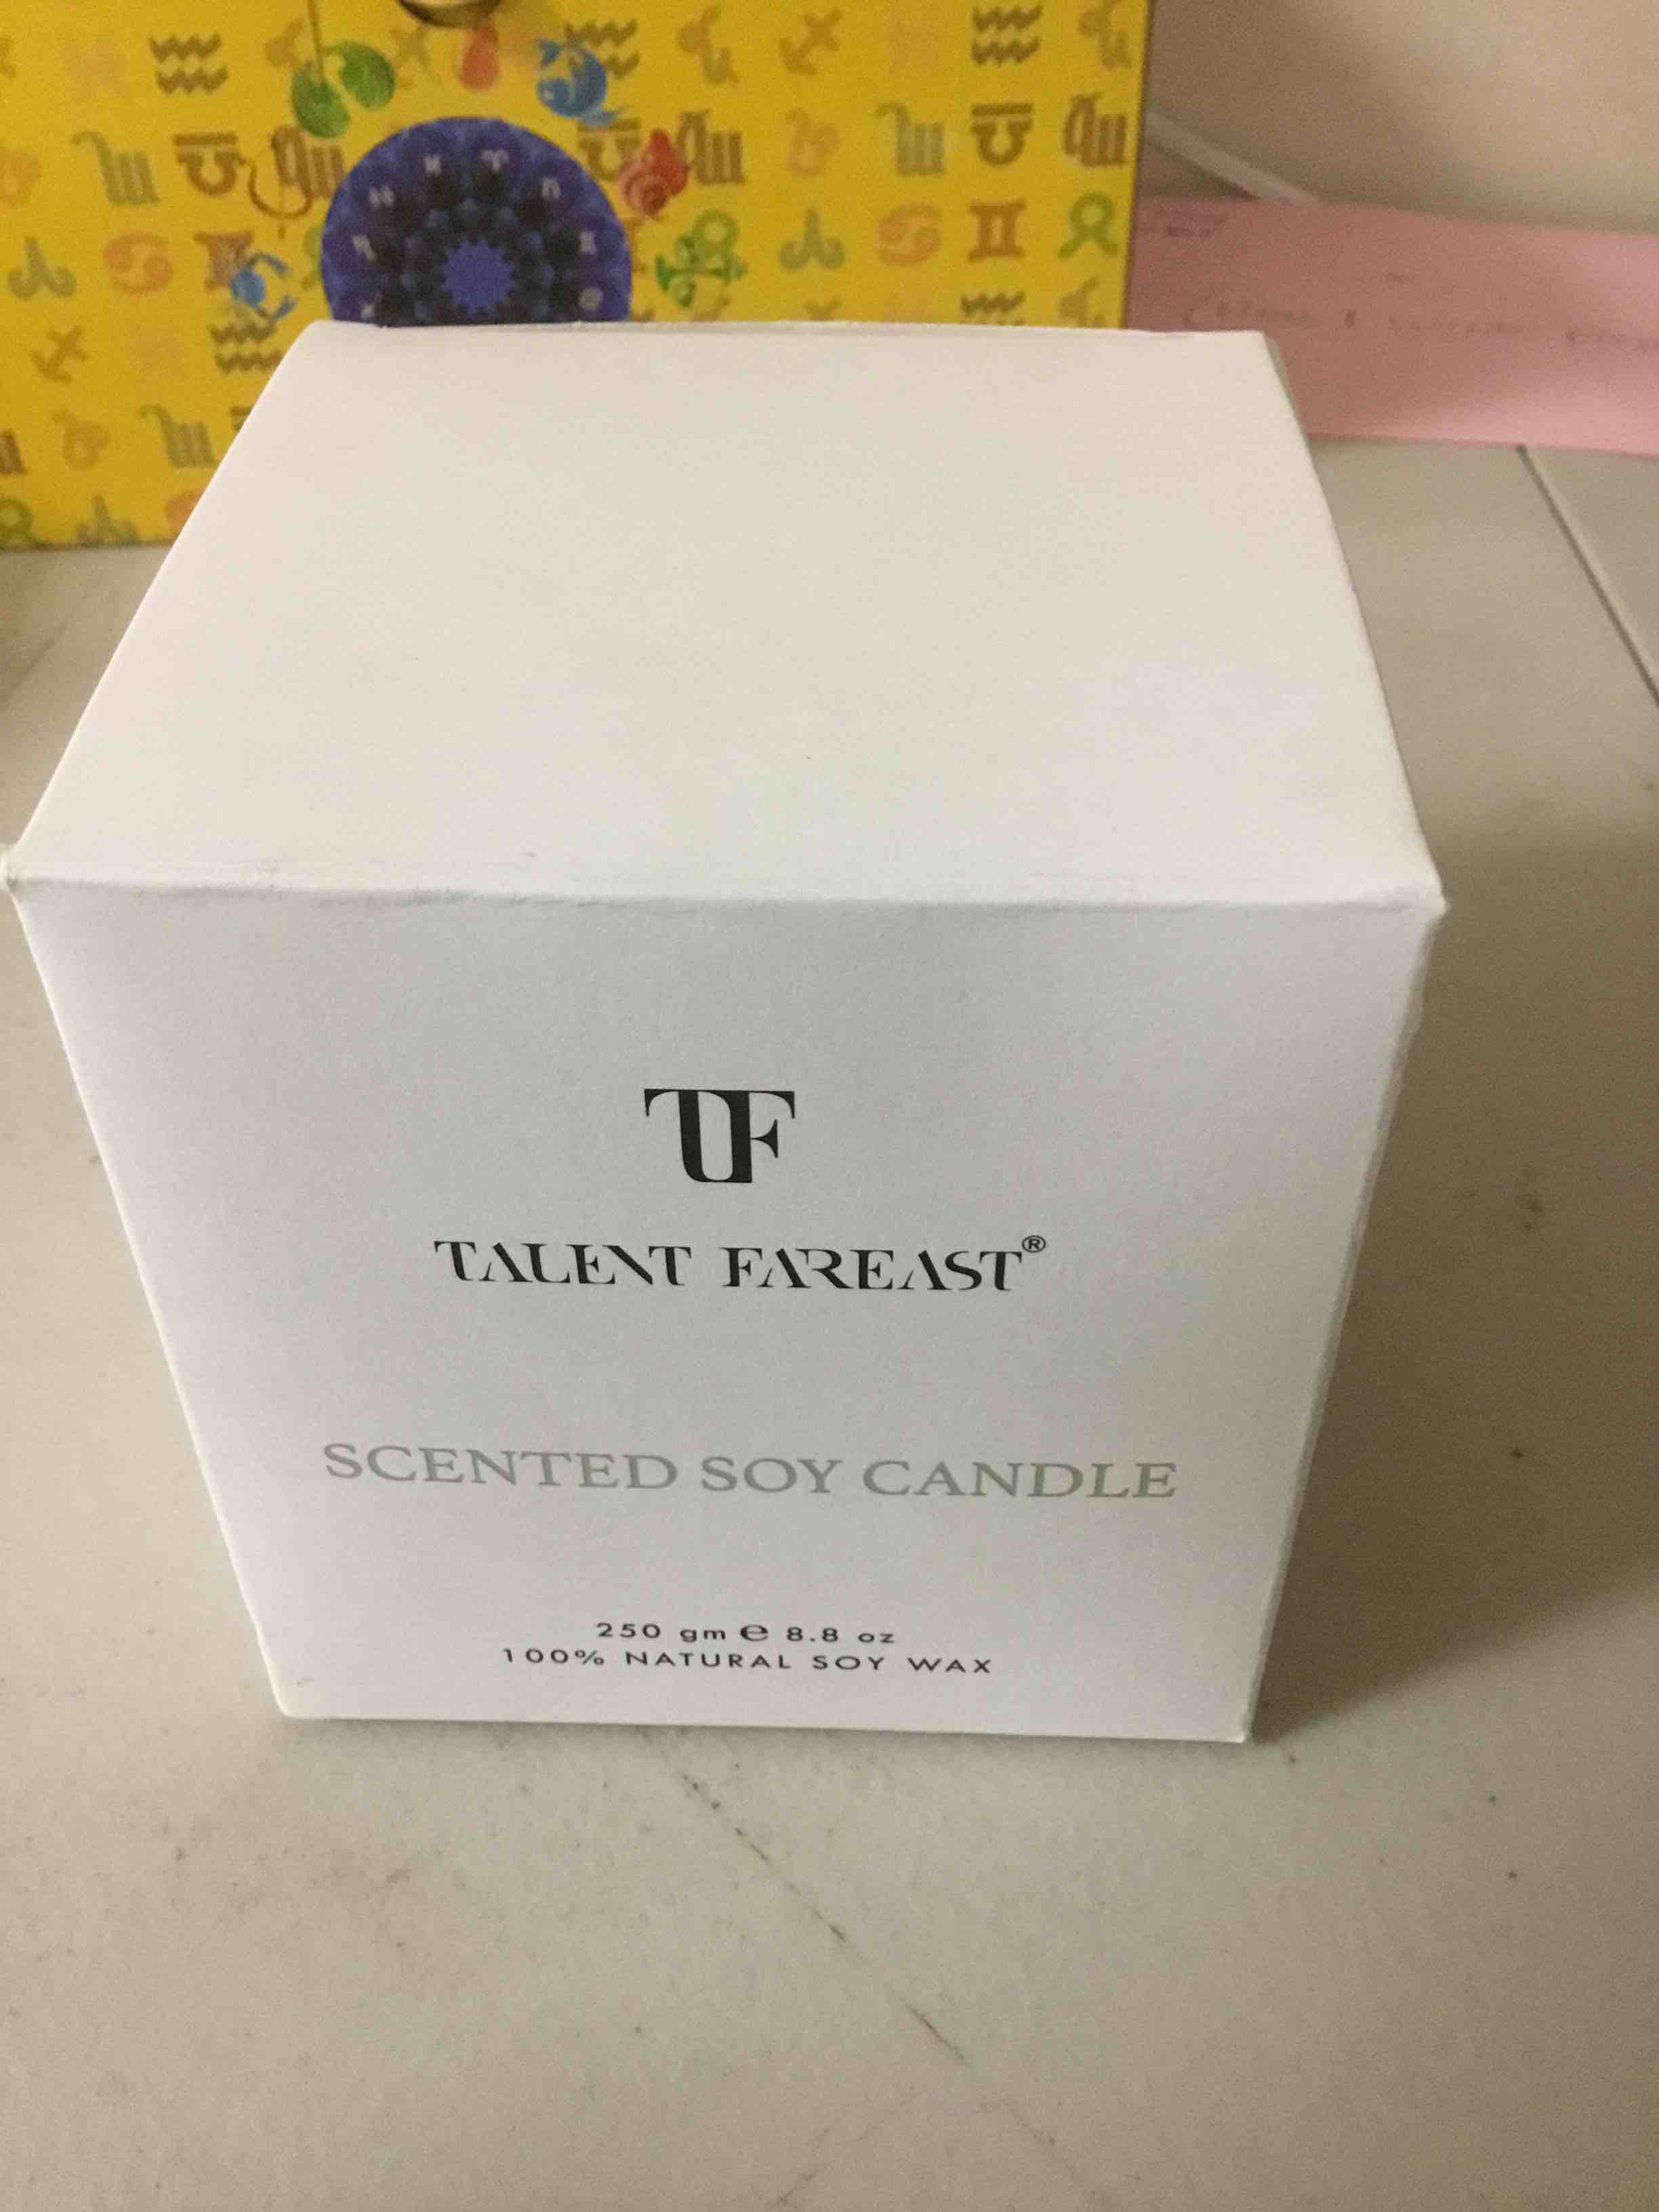 TF
TALENT FAREAST®
SCENTED SOY CANDLE
250 gm e 8.8 oz
100% NATURAL SOY WAX